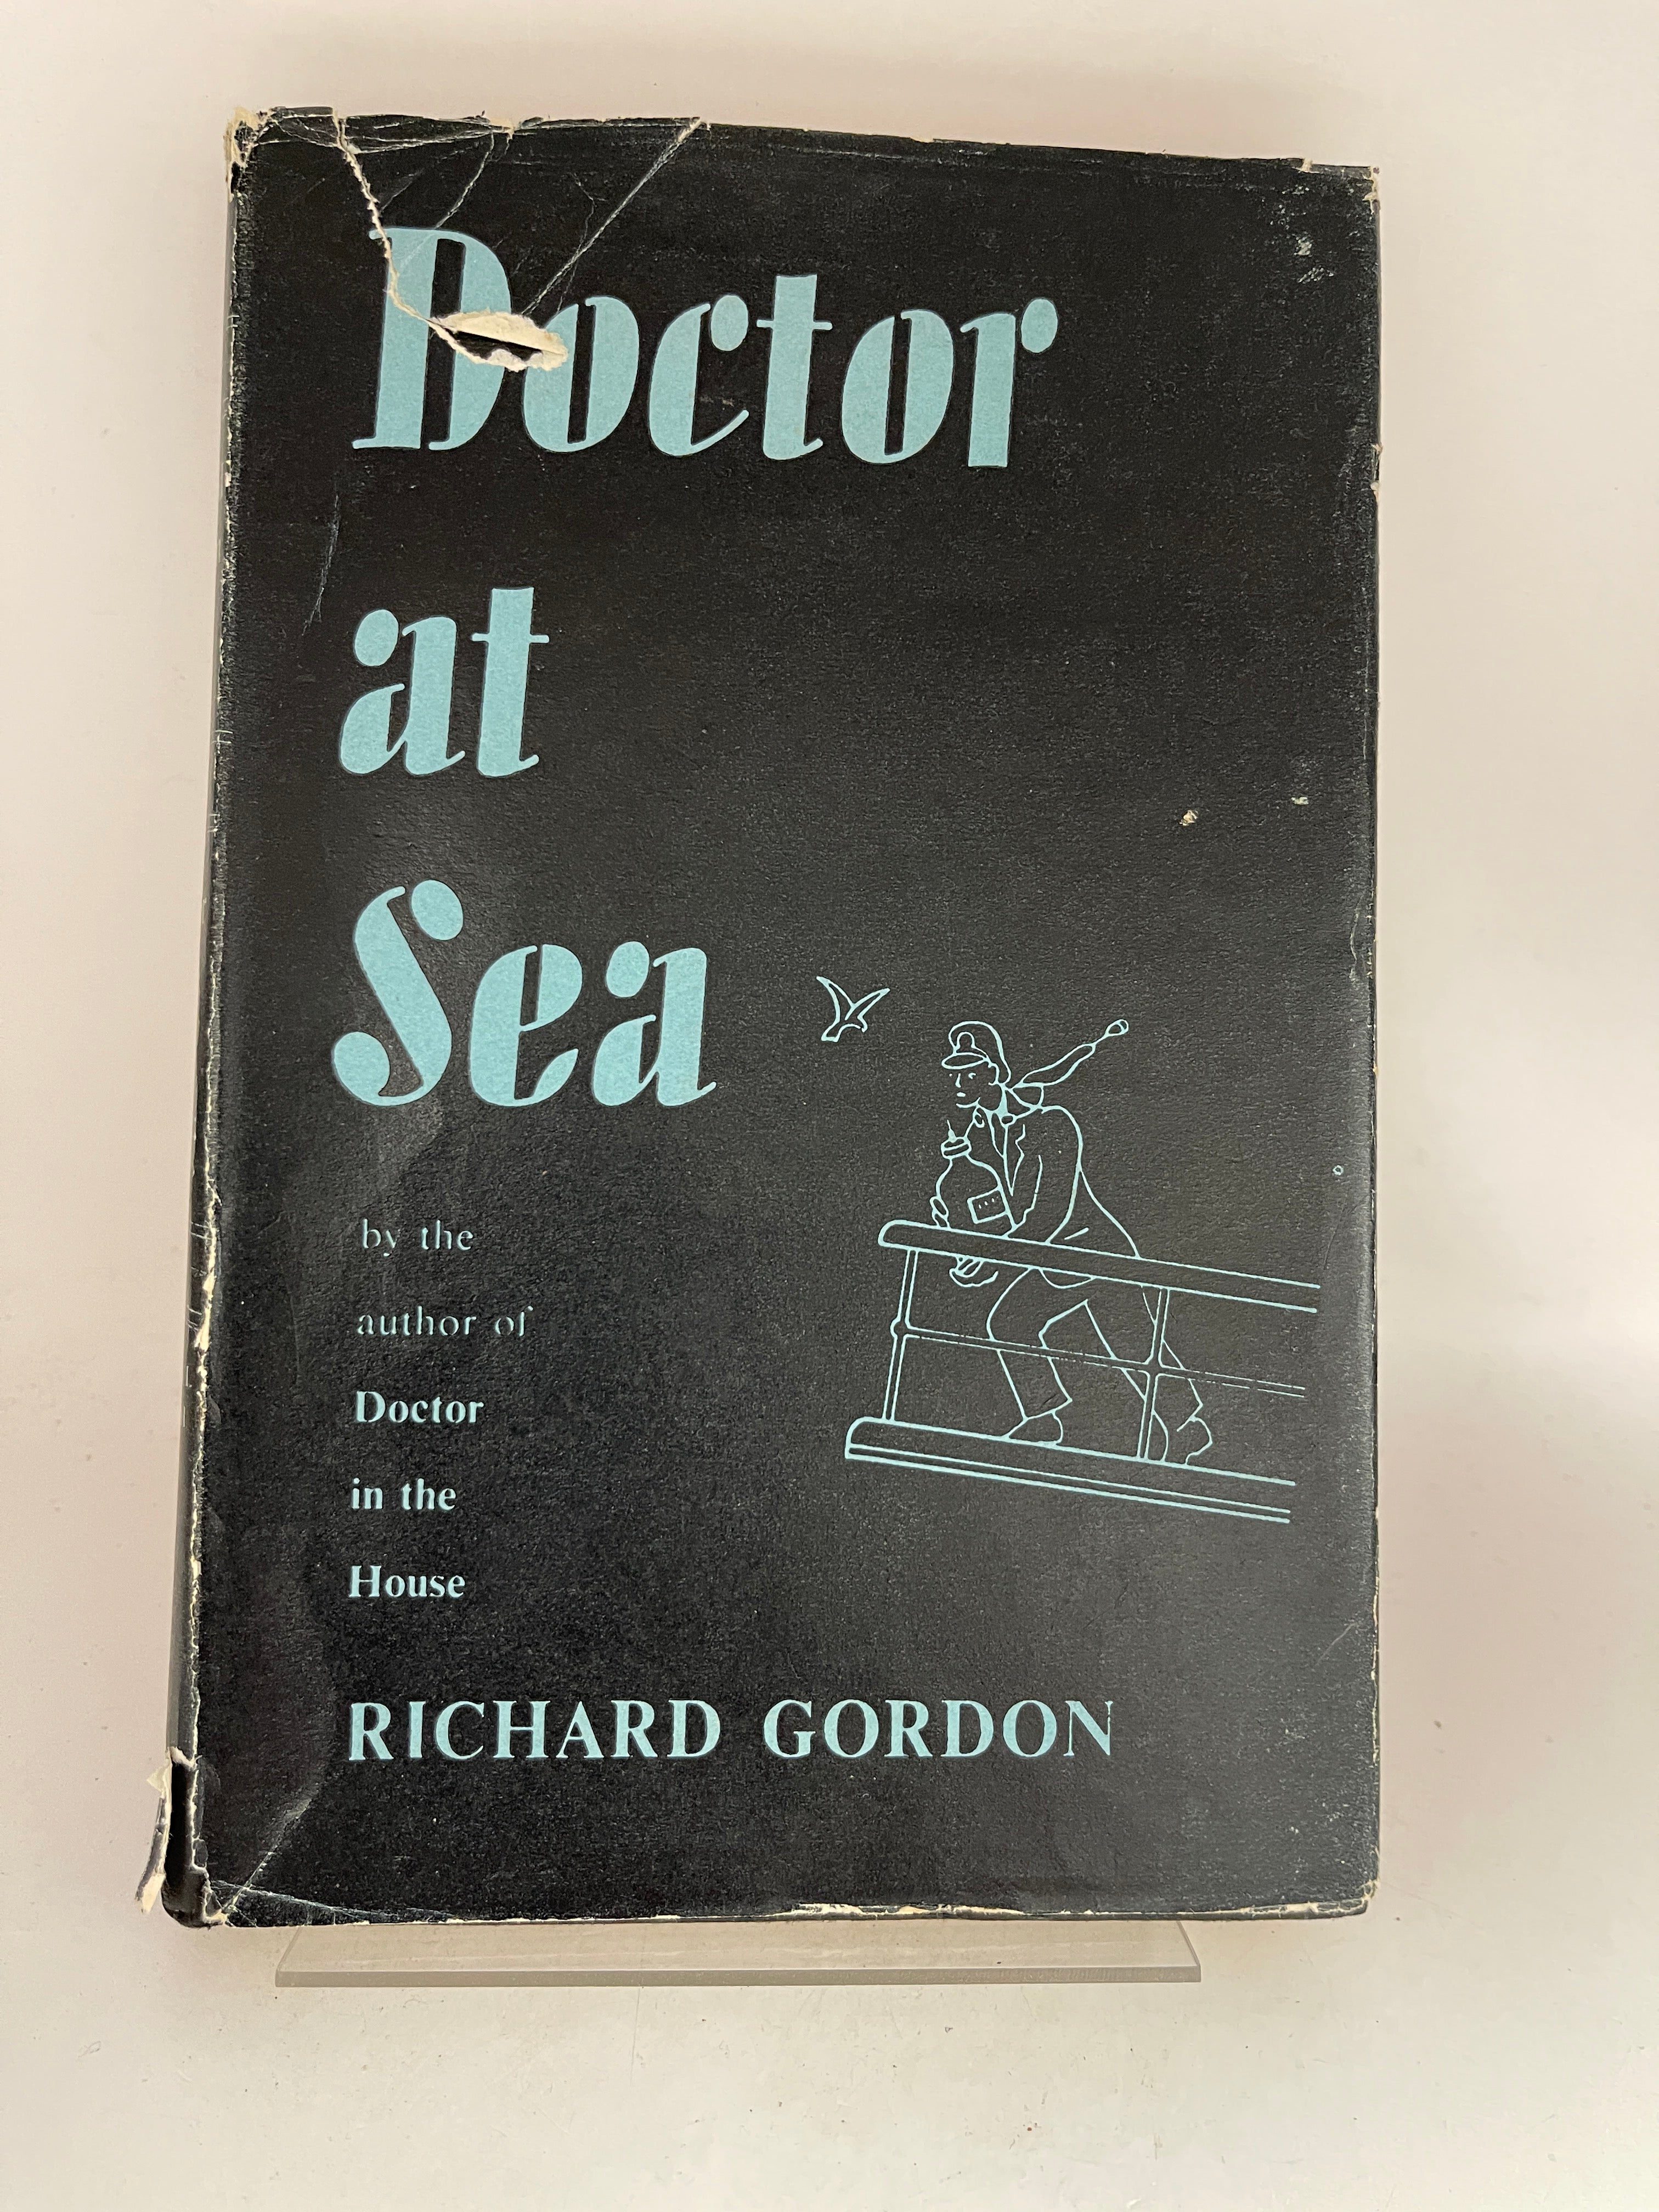 Doctor
at
Sea
by the
author of
Doctor
in the
House
RICHARD GORDON